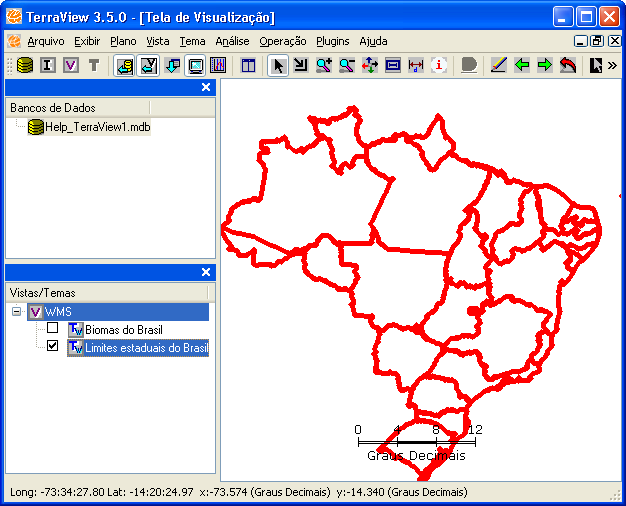 TerraView 3.5.0 - [Tela de Visualização]
Arquivo Exibir Plano Vista Tema Análise Operação Plugins Ajuda
I V T
Bancos de Dados
Help_TerraView1.mdb
Vistas/Temas
V WMS
Biomas do Brasil
Limites estaduais do Brasil
0 4 8 12
Graus Decimais
Long: -73:34:27.80 Lat: -14:20:24.97 x:-73.574 (Graus Decimais) y:-14.340 (Graus Decimais)